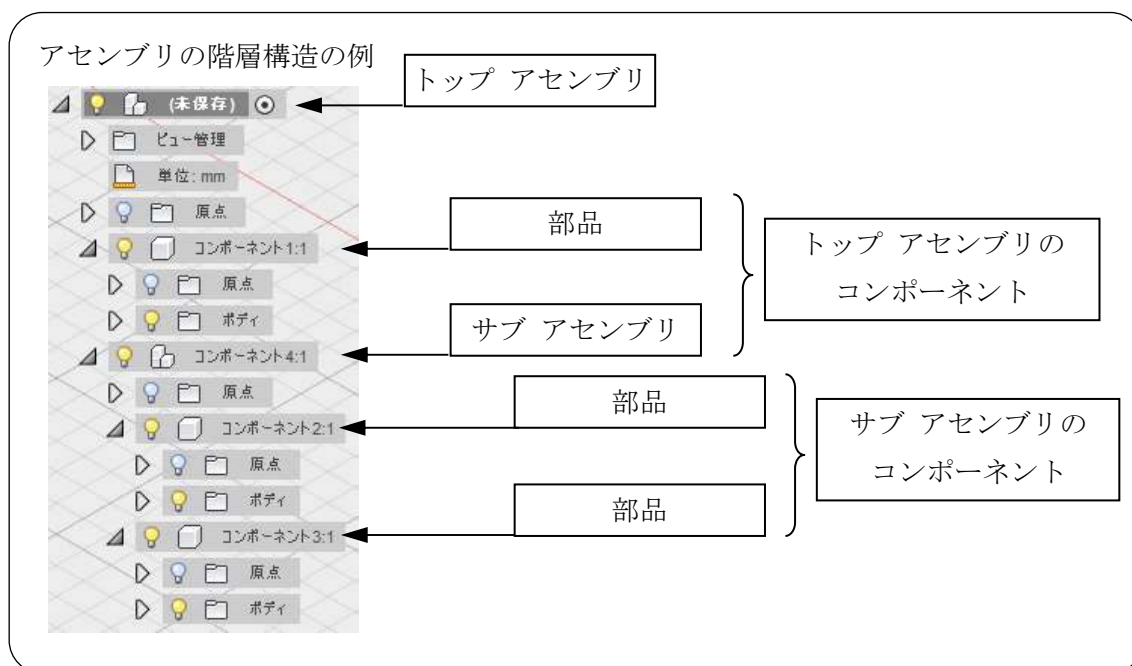 アセンブリの階層構造の例
トップ アセンブリ
(未保存)
ビュー管理
単位: mm
原点
部品
コンポーネント1:1
トップ アセンブリの
コンポーネント
原点
ボディ
サブ アセンブリ
コンポーネント4:1
原点
部品
コンポーネント2:1
サブ アセンブリの
コンポーネント
原点
ボディ
部品
コンポーネント3:1
原点
ボディ